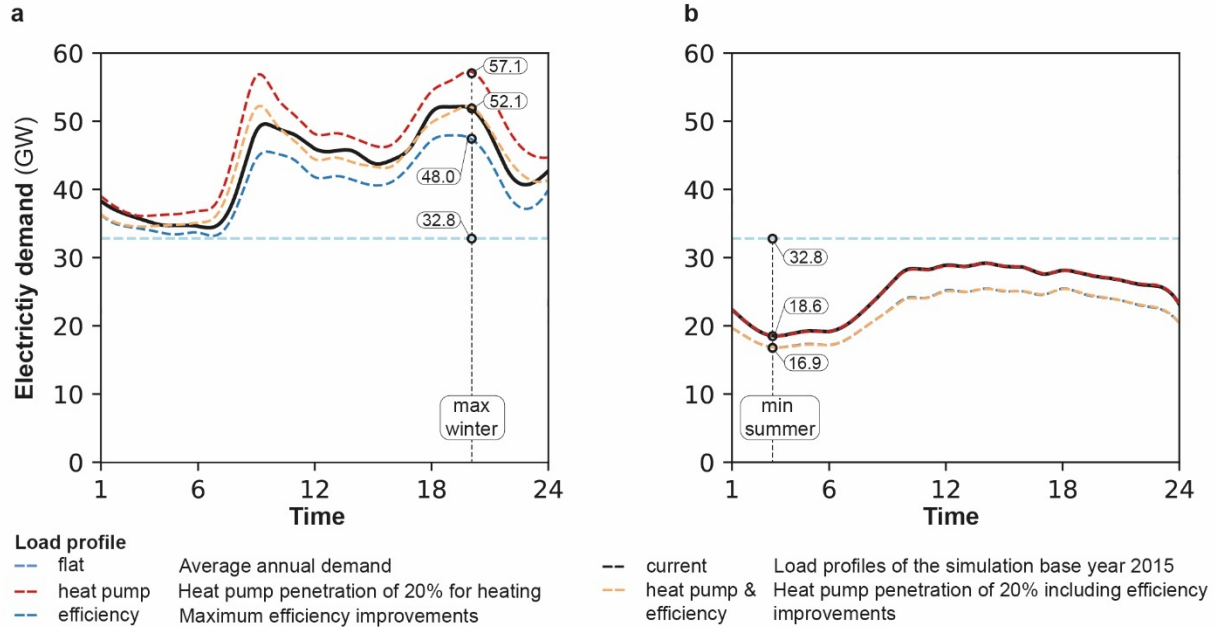 a
b
60
50
40
30
20
10
0
Electrictiy demand (GW)
57.1
52.1
48.0
32.8
max
winter
1
6
12
18
24
Time
60
50
40
30
20
10
0
32.8
18.6
16.9
min
summer
1
6
12
18
24
Time
Load profile
flat Average annual demand
heat pump Heat pump penetration of 20% for heating
efficiency Maximum efficiency improvements
current Load profiles of the simulation base year 2015
heat pump & Heat pump penetration of 20% including efficiency
efficiency improvements